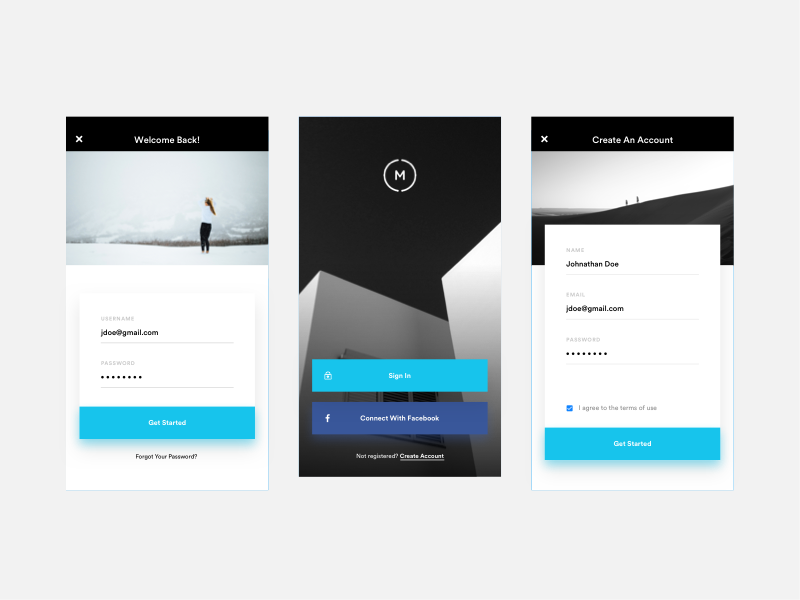 Welcome Back!
USERNAME
jdoe@gmail.com
PASSWORD
Get Started
Forgot Your Password?
M
Sign In
Connect With Facebook
Not registered? Create Account
Create An Account
NAME
Johnathan Doe
EMAIL
jdoe@gmail.com
PASSWORD
I agree to the terms of use
Get Started